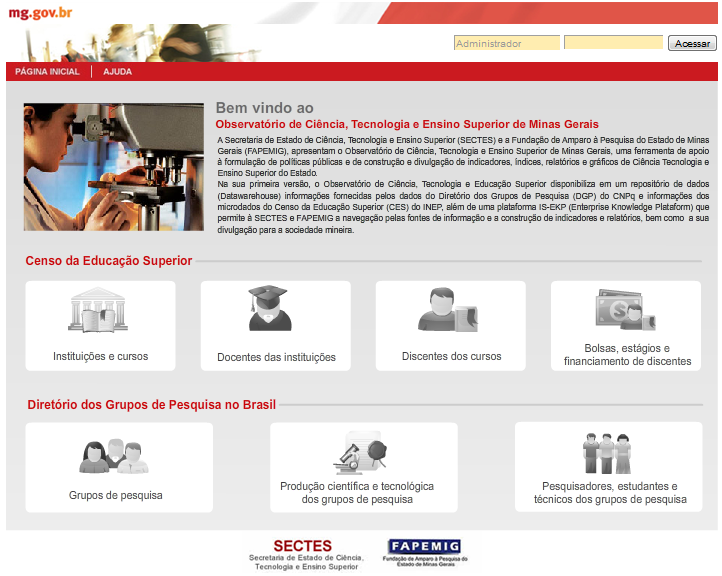 mg.gov.br
Administrador
Acessar
PÁGINA INICIAL
AJUDA
Bem vindo ao
Observatório de Ciência, Tecnologia e Ensino Superior de Minas Gerais
A Secretaria de Estado de Ciência, Tecnologia e Ensino Superior (SECTES) e a Fundação de Amparo à Pesquisa do Estado de Minas
Gerais (FAPEMIG), apresentam o Observatório de Ciência, Tecnologia e Ensino Superior de Minas Gerais, uma ferramenta de apoio
à formulação de políticas públicas e de construção e divulgação de indicadores, índices, relatórios e gráficos de Ciência Tecnologia e
Ensino Superior do Estado.
Na sua primeira versão, o Observatório de Ciência, Tecnologia e Educação Superior disponibiliza em um repositório de dados
(Datawarehouse) informações fornecidas pelos dados do Diretório dos Grupos de Pesquisa (DGP) do CNPq e informações dos
microdados do Censo da Educação Superior (CES) do INEP, além de uma plataforma IS-EKP (Enterprise Knowledge Plataform) que
permite à SECTES e FAPEMIG a navegação pelas fontes de informação e a construção de indicadores e relatórios, bem como a sua
divulgação para a sociedade mineira.
Censo da Educação Superior
Instituições e cursos
Docentes das instituições
Discentes dos cursos
Bolsas, estágios e
financiamento de discentes
Diretório dos Grupos de Pesquisa no Brasil
Grupos de pesquisa
Produção científica e tecnológica
dos grupos de pesquisa
Pesquisadores, estudantes e
técnicos dos grupos de pesquisa
SECTES
Secretaria de Estado de Ciência,
Tecnologia e Ensino Superior
FAPEMIG
Fundação de Amparo à Pesquisa do
Estado de Minas Gerais